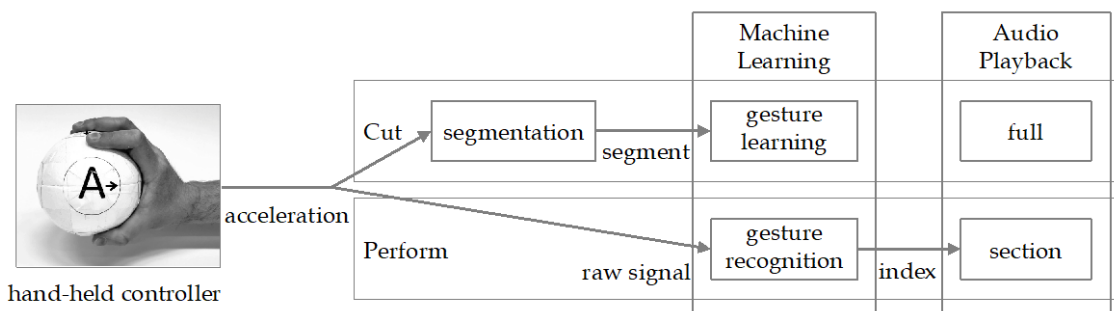 Machine
Learning
Audio
Playback
Cut
segmentation
segment
gesture
learning
full
A
acceleration
Perform
raw signal
gesture
recognition
index
section
hand-held controller